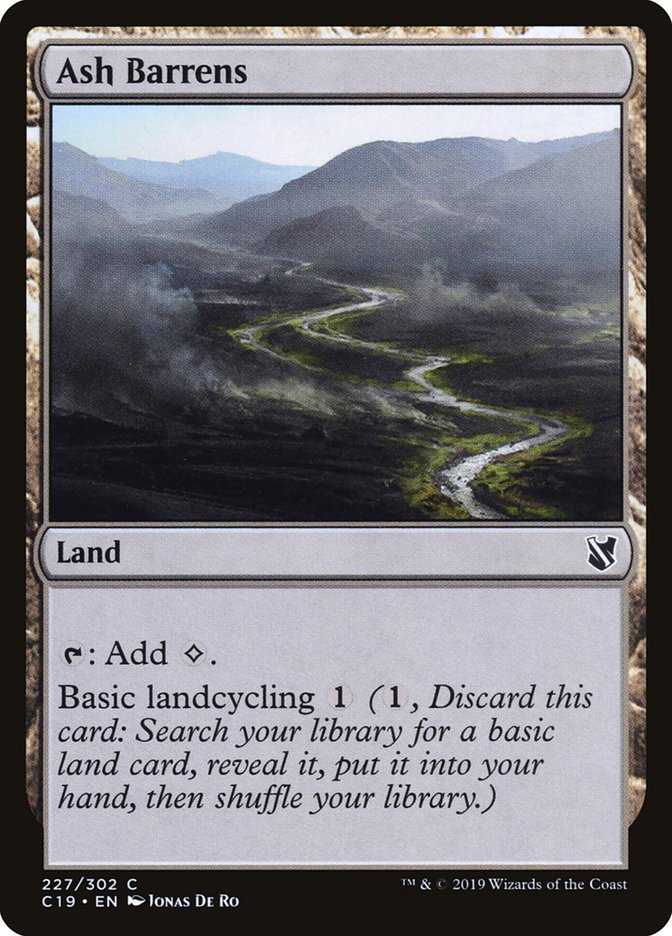 Ash Barrens
Land
: Add .
Basic landcycling 1 (1, Discard this
card: Search your library for a basic
land card, reveal it, put it into your
hand, then shuffle your library.)
227/302 C
™ & © 2019 Wizards of the Coast
C19 • EN Jonas De Ro